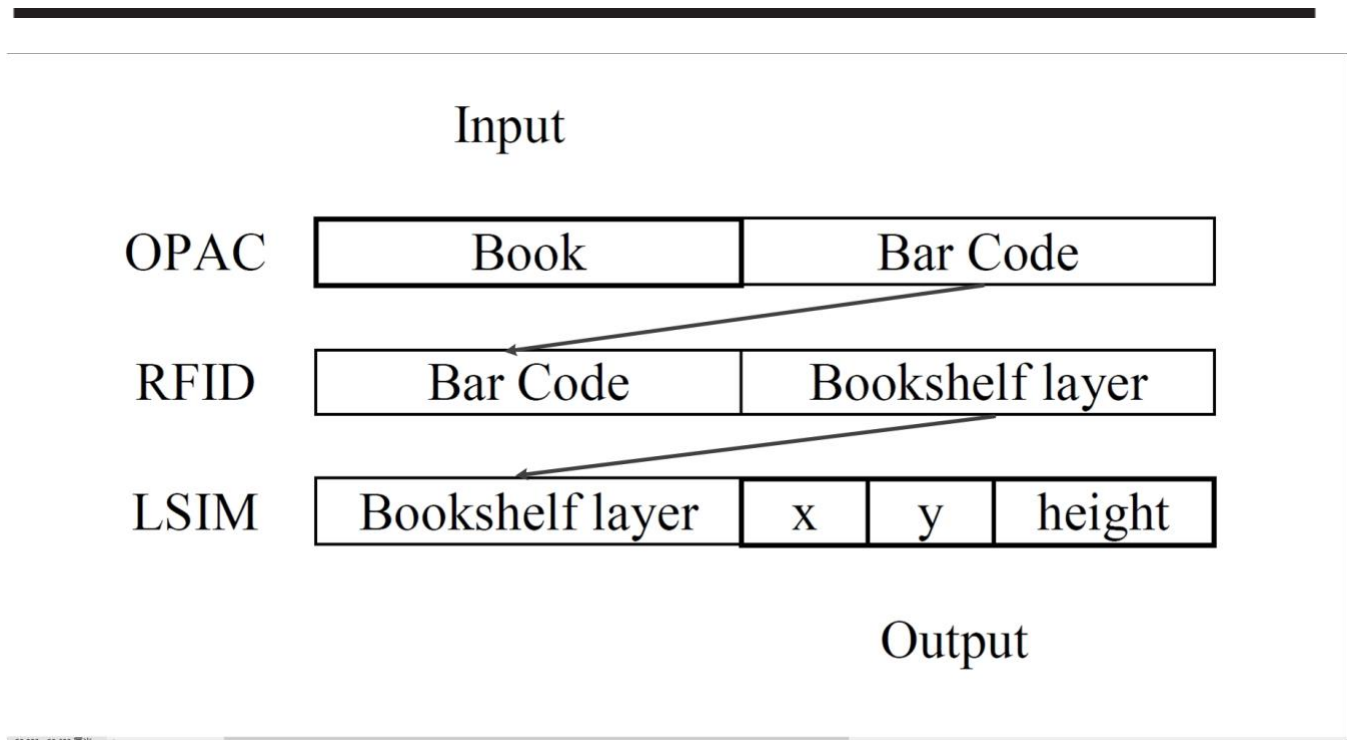 Input
OPAC Book Bar Code
RFID Bar Code Bookshelf layer
LSIM Bookshelf layer x y height
Output